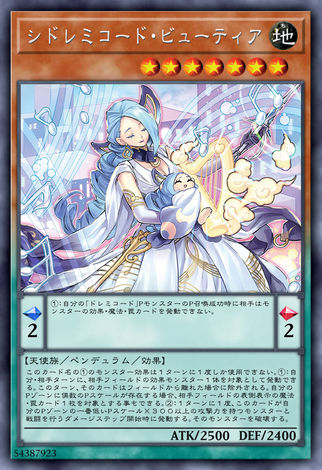 シドレミコード・ビューティア
地
①:自分の「ドレミコード」PモンスターのP召喚成功時に相手はモンスターの効果・魔法・罠カードを発動できない。
2
2
【天使族/ペンデュラム/効果】
このカード名の①のモンスター効果は1ターンに1度しか使用できない。①:自
分・相手ターンに、相手フィールドの効果モンスター1体を対象として発動でき
る。このターン、そのカードはフィールドから離れた場合に除外される。自分のP
ゾーンに偶数のPスケールが存在する場合、相手フィールドの表側表示の魔法
・罠カード1枚を対象とする事もできる。②:1ターンに1度、このカードが自
分のPゾーンの一番低いPスケール×300以上の攻撃力を持つモンスターと
戦闘を行うダメージステップ開始時に発動できる。そのモンスターを破壊する。
ATK/2500 DEF/2400
54387923